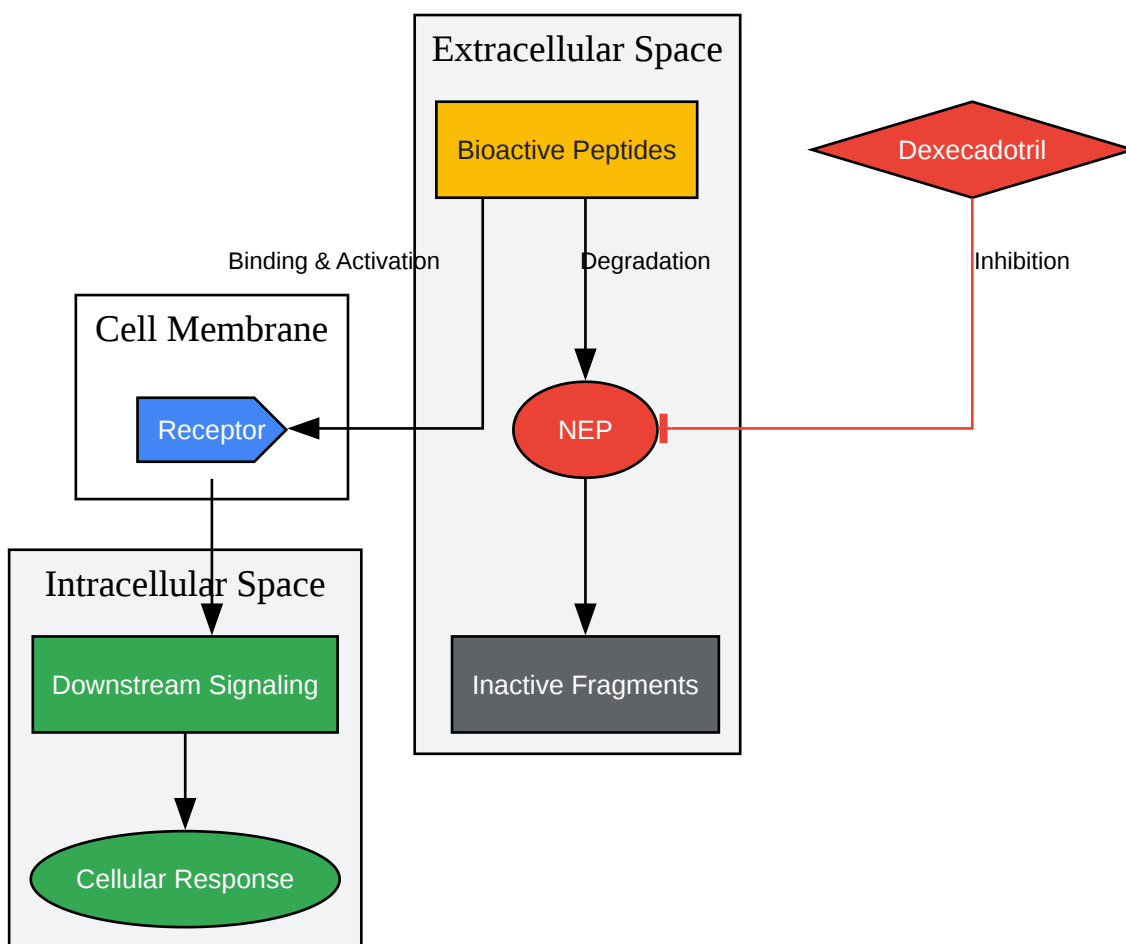 Extracellular Space
Bioactive Peptides
Dexecadotril
Binding & Activation
Degradation
Inhibition
Cell Membrane
Receptor
NEP
Intracellular Space
Downstream Signaling
Inactive Fragments
Cellular Response